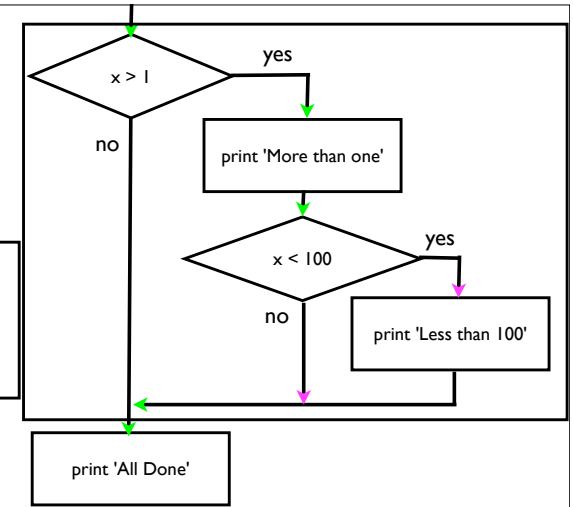 yes
x > 1
no
print 'More than one'
yes
x < 100
no
print 'Less than 100'
print 'All Done'